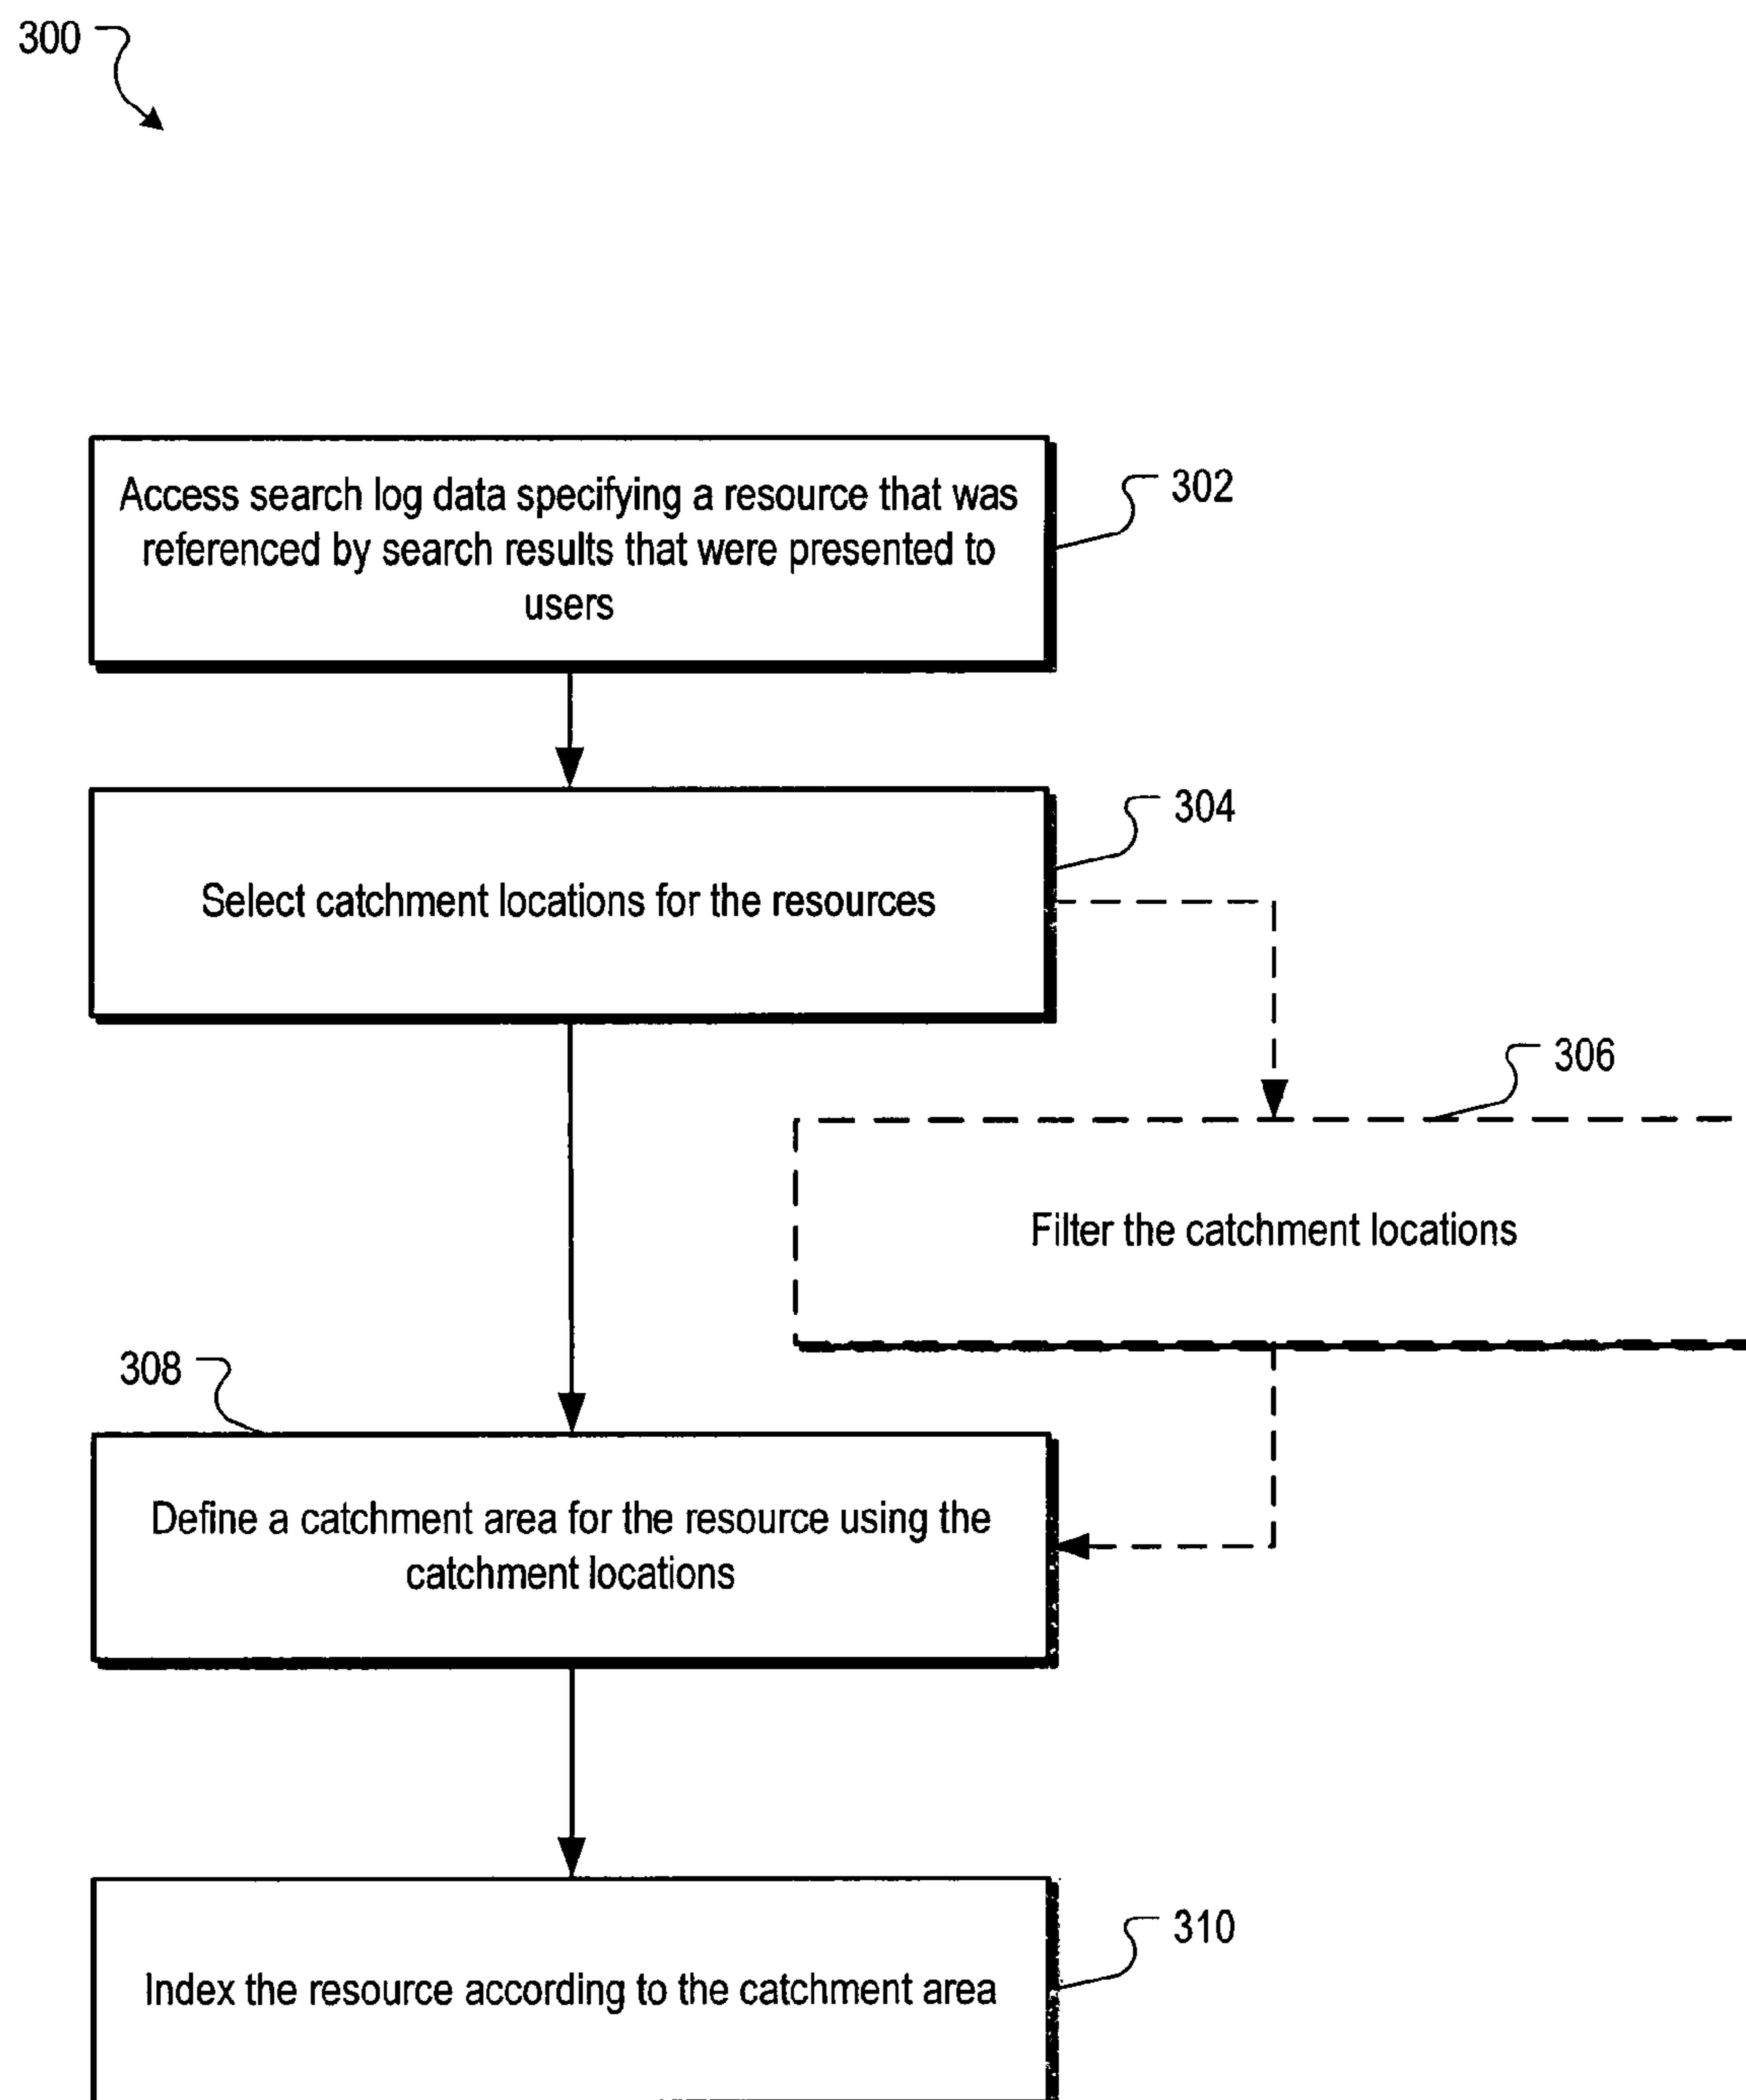 300
Access search log data specifying a resource that was
referenced by search results that were presented to
users
302
Select catchment locations for the resources
304
306
Filter the catchment locations
308
Define a catchment area for the resource using the
catchment locations
Index the resource according to the catchment area
310